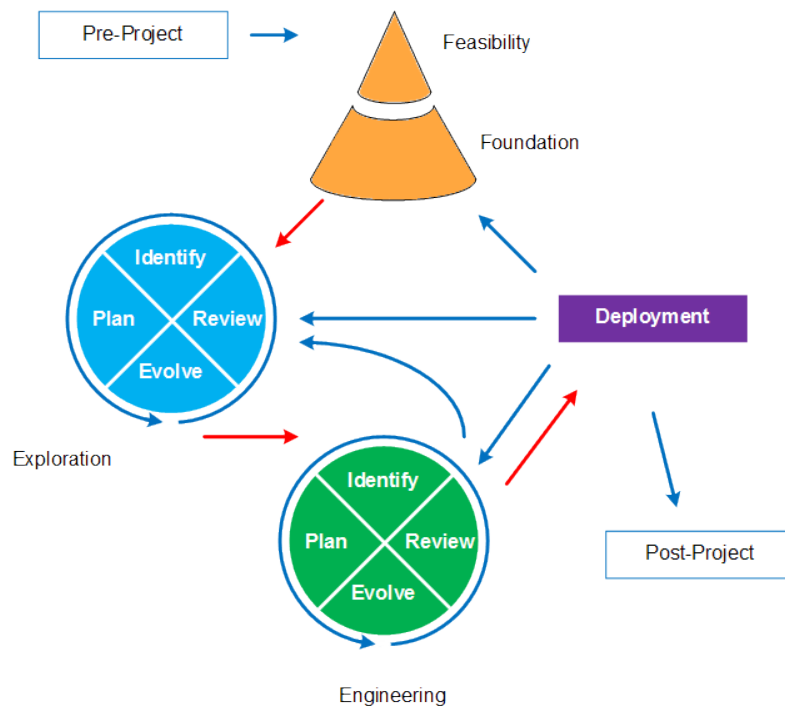 Pre-Project
Feasibility
Foundation
Identify
Plan
Review
Evolve
Deployment
Exploration
Identify
Plan
Review
Evolve
Post-Project
Engineering